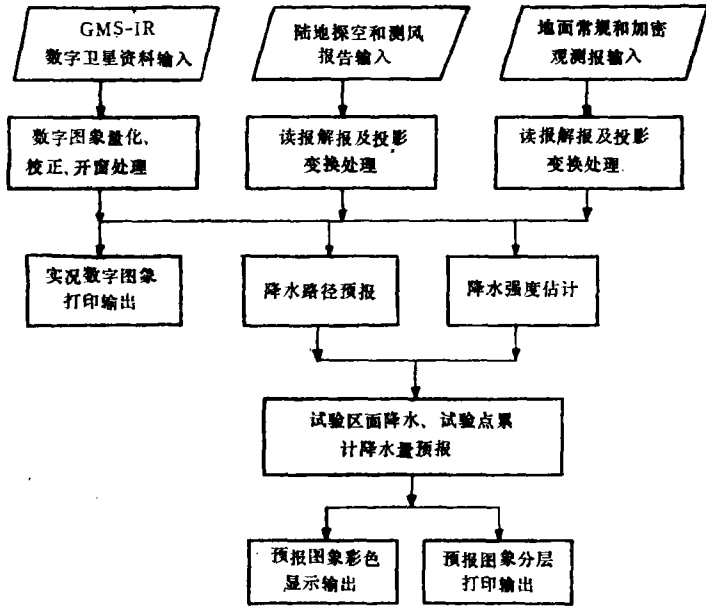 GMS-IR
数字卫星资料输入
陆地探空和测风
报告输入
地面常规和加密
观测报输入
数字图象量化、
校正、开窗处理
读报解报及投影
变换处理
读报解报及投影
变换处理
实况数字图象
打印输出
降水路径预报
降水强度估计
试验区面降水、试验点累
计降水量预报
预报图象彩色
显示输出
预报图象分层
打印输出